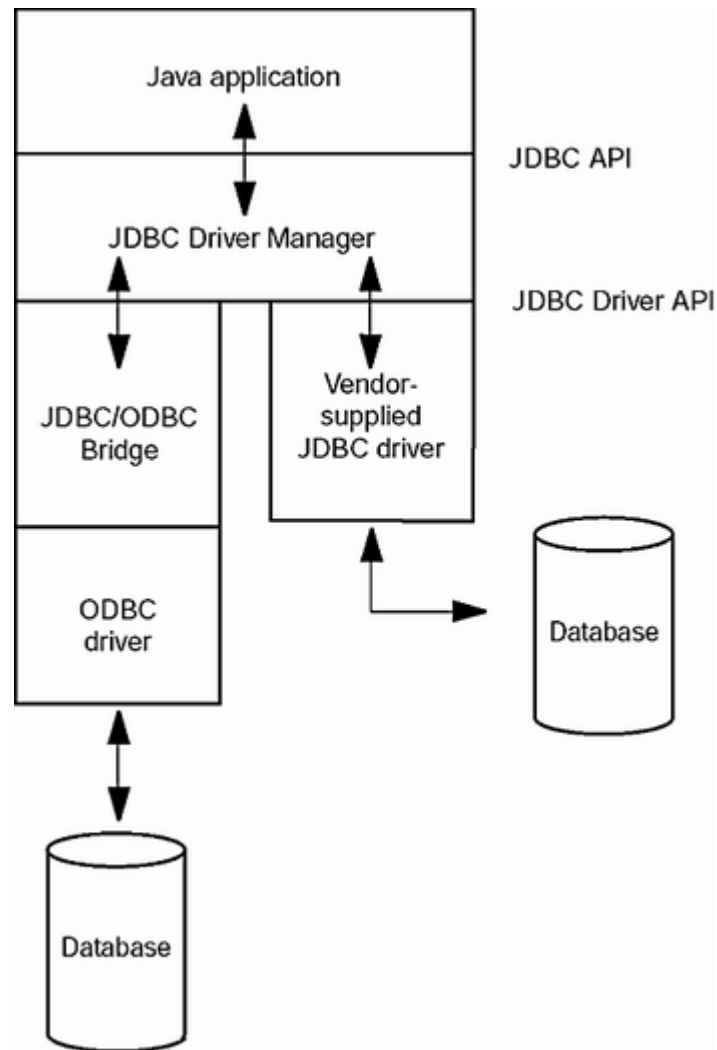 Java application
JDBC API
JDBC Driver Manager
JDBC Driver API
JDBC/ODBC
Bridge
Vendor-
supplied
JDBC driver
ODBC
driver
Database
Database